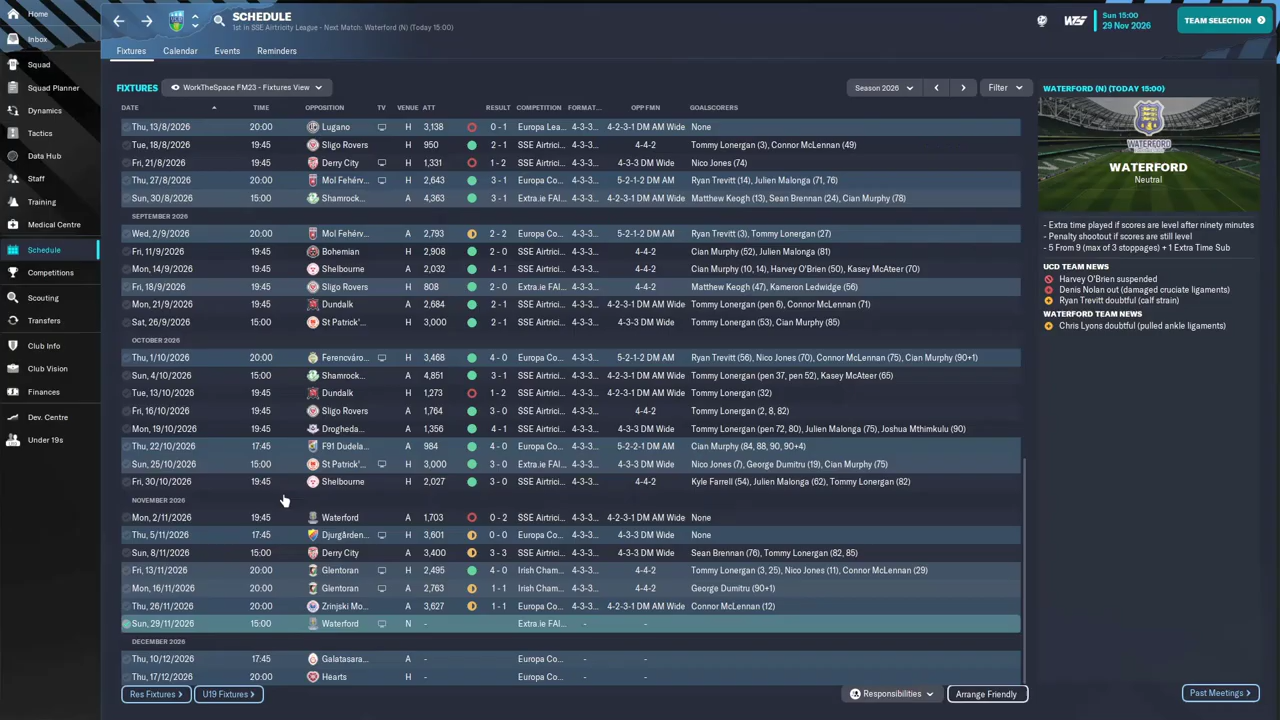 Home
Inbox
Squad
Squad Planner
Dynamics
Tactics
Data Hub
Staff
Training
Medical Centre
Schedule
Competitions
Scouting
Transfers
Club Info
Club Vision
Finances
Dev. Centre
Under 19s
SCHEDULE
1st in SSE Airtricity League - Next Match: Waterford (N) (Today 15:00)
Sun 15:00
29 Nov 2026
TEAM SELECTION
Fixtures Calendar Events Reminders
FIXTURES WorkTheSpace FM23 - Fixtures View Season 2026 Filter
DATE TIME OPPOSITION TV VENUE ATT RESULT COMPETITION FORMAT... OPP FMN GOALSCORERS
Thu, 13/8/2026 20:00 Lugano H 3,138 0 - 1 Europa Lea... 4-3-3... 4-2-3-1 DM AM Wide None
Tue, 18/8/2026 19:45 Sligo Rovers H 950 2 - 1 SSE Airtrici... 4-3-3... 4-4-2 Tommy Lonergan (3), Connor McLennan (49)
Fri, 21/8/2026 19:45 Derry City H 1,331 1 - 2 SSE Airtrici... 4-3-3... 4-3-3 DM Wide Nico Jones (74)
Thu, 27/8/2026 20:00 Mol Fehérv... H 2,643 3 - 1 Europa Co... 4-3-3... 5-2-1-2 DM Ryan Trevitt (14), Julien Malonga (71, 76)
Sun, 30/8/2026 15:00 Shamrock... H 4,363 3 - 1 Extra.ie FAI... 4-3-3... 4-2-3-1 DM AM Wide Matthew Keogh (13), Sean Brennan (24), Cian Murphy (78)
SEPTEMBER 2026
Wed, 2/9/2026 20:00 Mol Fehérv... A 2,793 2 - 2 Europa Co... 4-3-3... 5-2-1-2 DM AM Ryan Trevitt (3), Tommy Lonergan (27)
Fri, 11/9/2026 19:45 Bohemian H 2,908 2 - 0 SSE Airtrici... 4-3-3... 4-4-2 Cian Murphy (52), Julien Malonga (81)
Mon, 14/9/2026 19:45 Shelbourne A 2,032 4 - 1 SSE Airtrici... 4-3-3... 4-4-2 Cian Murphy (10, 14), Harvey O'Brien (50), Kasey McAteer (70)
Fri, 18/9/2026 19:45 Sligo Rovers H 808 2 - 0 Extra.ie FAI... 4-3-3... 4-4-2 Matthew Keogh (47), Kameron Ledwidge (56)
Mon, 21/9/2026 19:45 Dundalk A 2,684 2 - 1 SSE Airtrici... 4-3-3... 4-2-3-1 DM AM Wide Tommy Lonergan (pen 6), Connor McLennan (71)
Sat, 26/9/2026 15:00 St Patrick'... A 3,000 2 - 1 SSE Airtrici... 4-3-3... 4-3-3 DM Wide Tommy Lonergan (53), Cian Murphy (85)
OCTOBER 2026
Thu, 1/10/2026 20:00 Ferencváro... H 3,468 4 - 0 Europa Co... 4-3-3... 5-2-1-2 DM AM Ryan Trevitt (56), Nico Jones (70), Connor McLennan (75), Cian Murphy (90+1)
Sun, 4/10/2026 15:00 Shamrock... A 4,851 3 - 1 SSE Airtrici... 4-3-3... 4-2-3-1 DM AM Wide Tommy Lonergan (pen 37, pen 52), Kasey McAteer (65)
Tue, 13/10/2026 19:45 Dundalk H 1,273 1 - 2 SSE Airtrici... 4-3-3... 4-2-3-1 DM AM Wide Tommy Lonergan (32)
Fri, 16/10/2026 19:45 Sligo Rovers A 1,764 3 - 0 SSE Airtrici... 4-3-3... 4-4-2 Tommy Lonergan (2, 8, 82)
Mon, 19/10/2026 19:45 Drogheda... A 1,356 4 - 1 SSE Airtrici... 4-3-3... 4-3-3 DM Wide Tommy Lonergan (pen 72, 80), Julien Malonga (75), Joshua Mthimkulu (90)
Thu, 22/10/2026 17:45 F91 Dudela... A 984 4 - 0 Europa Co... 4-3-3... 5-2-2-1 DM AM Cian Murphy (84, 88, 90, 90+4)
Sun, 25/10/2026 15:00 St Patrick'... H 3,000 3 - 0 Extra.ie FAI... 4-3-3... 4-3-3 DM Wide Nico Jones (7), George Dumitru (19), Cian Murphy (75)
Fri, 30/10/2026 19:45 Shelbourne H 2,027 3 - 0 SSE Airtrici... 4-3-3... 4-4-2 Kyle Farrell (54), Julien Malonga (62), Tommy Lonergan (82)
NOVEMBER 2026
Mon, 2/11/2026 19:45 Waterford A 1,703 0 - 2 SSE Airtrici... 4-3-3... 4-2-3-1 DM AM Wide None
Thu, 5/11/2026 17:45 Djurgården... H 3,601 0 - 0 Europa Co... 4-3-3... 4-3-3 DM Wide None
Sun, 8/11/2026 15:00 Derry City A 3,400 3 - 3 SSE Airtrici... 4-3-3... 4-3-3 DM Wide Sean Brennan (76), Tommy Lonergan (82, 85)
Fri, 13/11/2026 20:00 Glentoran H 2,495 4 - 0 Irish Cham... 4-3-3... 4-4-2 Tommy Lonergan (3, 25), Nico Jones (11), Connor McLennan (29)
Mon, 16/11/2026 20:00 Glentoran A 2,763 1 - 1 Irish Cham... 4-3-3... 4-4-2 George Dumitru (90+1)
Thu, 26/11/2026 20:00 Zrinjski Mo... A 3,627 1 - 1 Europa Co... 4-3-3... 4-2-3-1 DM AM Wide Connor McLennan (12)
Sun, 29/11/2026 15:00 Waterford N - Extra.ie FAI... - -
DECEMBER 2026
Thu, 10/12/2026 17:45 Galatasara... A - Europa Co... - -
Thu, 17/12/2026 20:00 Hearts H - Europa Co... - -
Res Fixtures > U19 Fixtures > Responsibilities Arrange Friendly
WATERFORD (N) (TODAY 15:00)
WATERFORD
Neutral
- Extra time played if scores are level after ninety minutes
- Penalty shootout if scores are still level
- 5 From 9 (max of 3 stoppages) + 1 Extra Time Sub
UCD TEAM NEWS
Harvey O'Brien suspended
Denis Nolan out (damaged cruciate ligaments)
Ryan Trevitt doubtful (calf strain)
WATERFORD TEAM NEWS
Chris Lyons doubtful (pulled ankle ligaments)
Past Meetings >